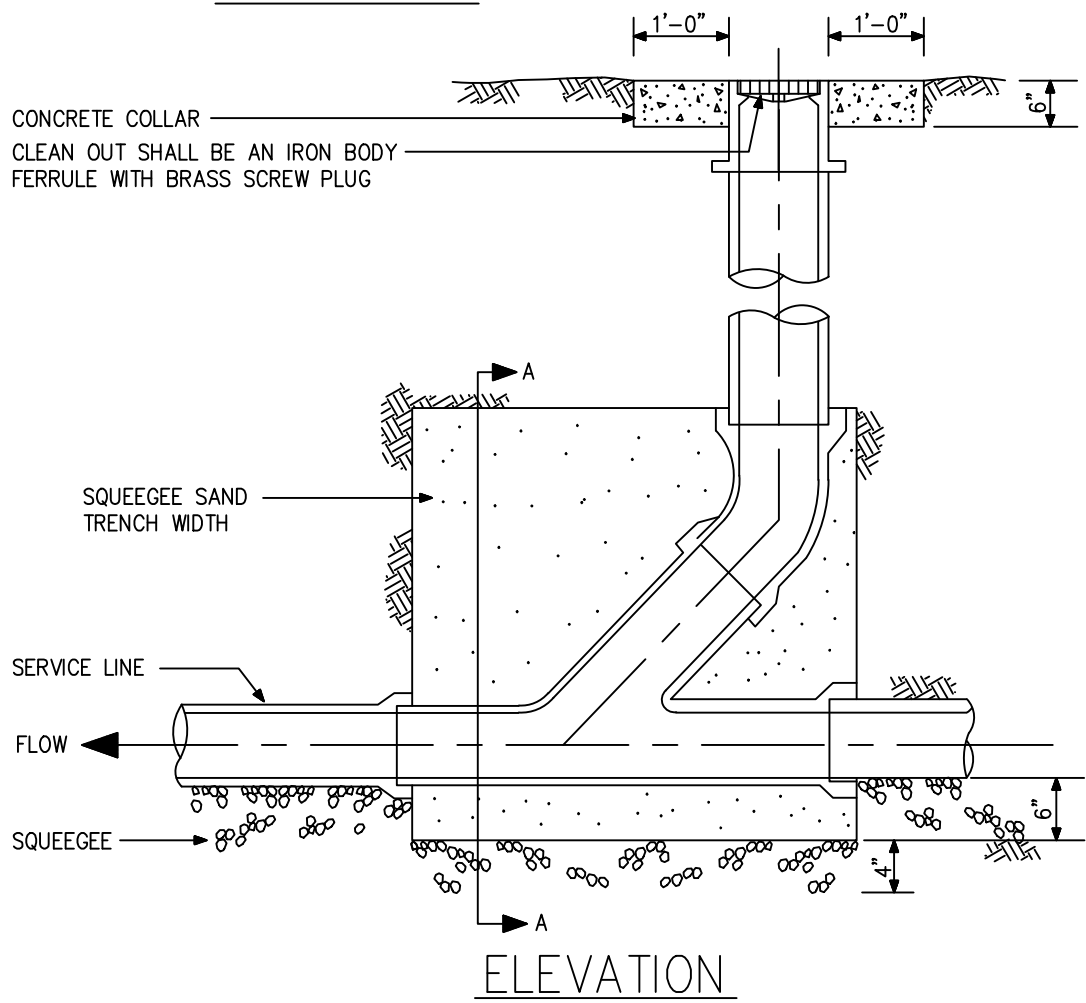 1'-0"
1'-0"
6"
CONCRETE COLLAR
CLEAN OUT SHALL BE AN IRON BODY
FERRULE WITH BRASS SCREW PLUG
A
SQUEEGEE SAND
TRENCH WIDTH
SERVICE LINE
FLOW
6"
SQUEEGEE
4"
A
ELEVATION